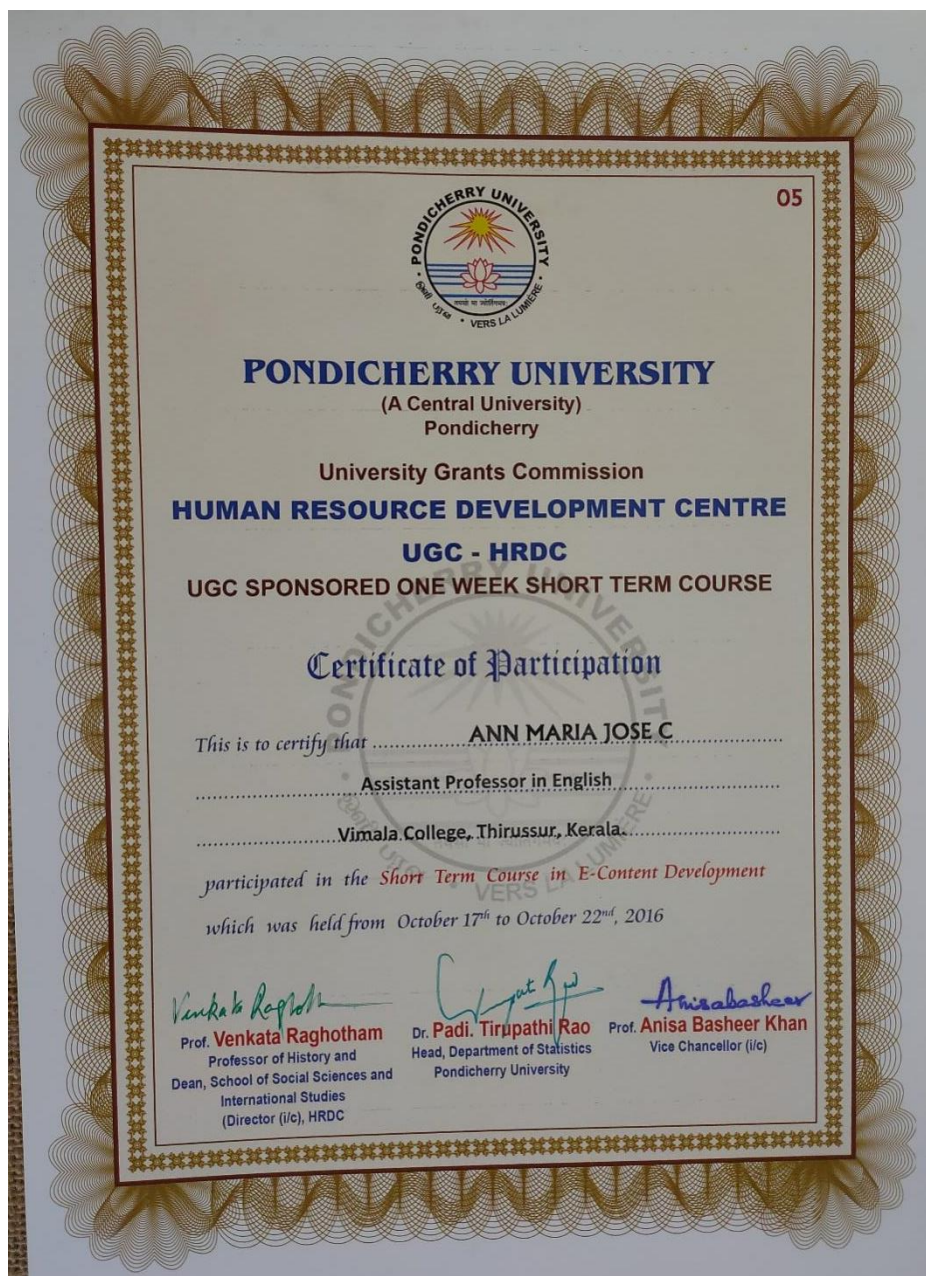 05
PONDICHERRY UNIVERSITY
VERS LA LUMIÈRE
PONDICHERRY UNIVERSITY
(A Central University)
Pondicherry
University Grants Commission
HUMAN RESOURCE DEVELOPMENT CENTRE
UGC - HRDC
UGC SPONSORED ONE WEEK SHORT TERM COURSE
Certificate of Participation
This is to certify that ANN MARIA JOSE C
Assistant Professor in English
Vimala College, Thirussur, Kerala.
participated in the Short Term Course in E-Content Development
which was held from October 17th to October 22nd, 2016
Venkata Raghoth
Anisabasheer
Prof. Venkata Raghotham
Professor of History and
Dean, School of Social Sciences and
International Studies
(Director (i/c), HRDC
Dr. Padi. Tirupathi Rao
Head, Department of Statistics
Pondicherry University
Prof. Anisa Basheer Khan
Vice Chancellor (i/c)